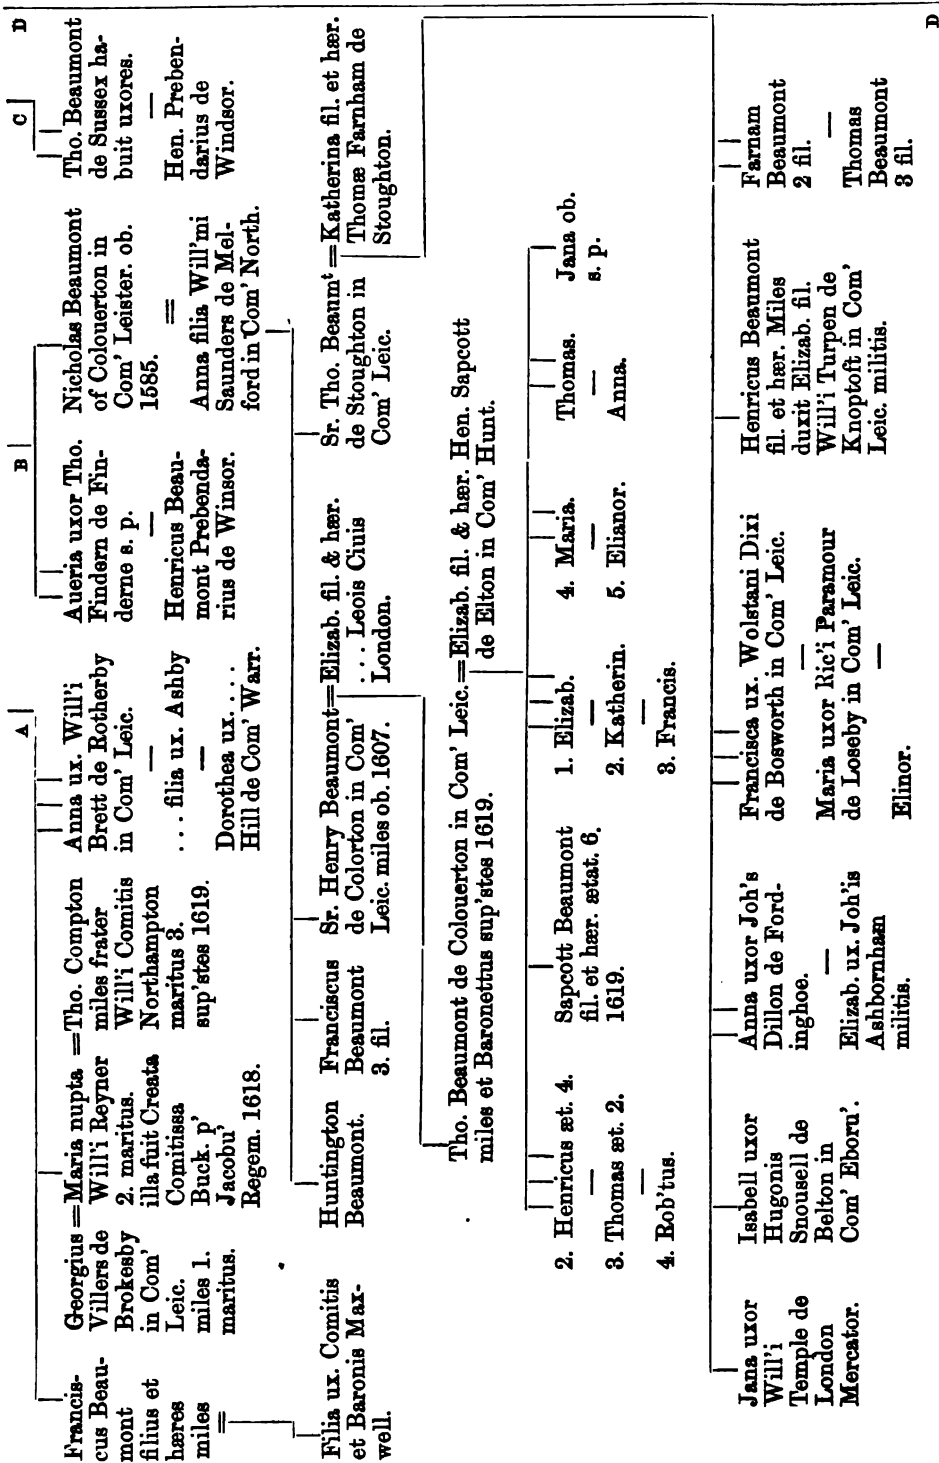 A
B
C
D
Francis-
cus Beau-
mont
filius et
hæres
miles
=
Georgius =
Villers de
Brokesby
in Com'
Leic.
miles 1.
maritus.
Maria nupta =
Will'i Reyner
2. maritus.
illa fuit Creata
Comitissa
Buck. p'
Jacobu'
Regem. 1618.
Tho. Compton
miles frater
Will'i Comitis
Northampton
maritus 3.
sup'stes 1619.
Anna ux. Will'i
Brett de Rotherby
in Com' Leic.
—
... filia ux. Ashby
—
Dorothea ux. ...
Hill de Com' Warr.
Aueria uxor Tho.
Findern de Fin-
derne s. p.
—
Henricus Beau-
mont Prebenda-
rius de Winsor.
Nicholas Beaumont
of Colouerton in
Com' Leister. ob.
1585.
=
Anna filia Will'mi
Saunders de Mel-
ford in Com' North.
Tho. Beaumont
de Sussex ha-
buit uxores.
—
Hen. Preben-
darius de
Windsor.
Filia ux. Comitis
et Baronis Max-
well.
Huntington
Beaumont.
Franciscus
Beaumont
3. fil.
Sr. Henry Beaumont =
de Colorton in Com'
Leic. miles ob. 1607.
Elizab. fil. & hær.
... Leois Ciuis
London.
Sr. Tho. Beaumt =
de Stoughton in
Com' Leic.
Katherina fil. et hær.
Thomæ Farnham de
Stoughton.
Tho. Beaumont de Colouerton in Com' Leic. =
miles et Baronettus sup'stes 1619.
Elizab. fil. & hær. Hen. Sapcott
de Elton in Com' Hunt.
2. Henricus æt. 4.
—
3. Thomas æt. 2.
—
4. Rob'tus.
Sapcott Beaumont
fil. et hær. ætat. 6.
1619.
1. Elizab.
—
2. Katherin.
—
3. Francis.
4. Maria.
—
5. Elianor.
Thomas.
—
Anna.
Jana ob.
s. p.
Jana uxor
Will'i
Temple de
London
Mercator.
Isabell uxor
Hugonis
Snousell de
Belton in
Com' Eboru'.
Anna uxor Joh's
Dillon de Ford-
inghoe.
—
Elizab. ux. Joh'is
Ashbornham
militis.
Francisca ux. Wolstani Dixi
de Bosworth in Com' Leic.
—
Maria uxor Ric'i Paramour
de Loseby in Com' Leic.
—
Elinor.
Henricus Beaumont
fil. et hær. Miles
duxit Elizab. fil.
Will'i Turpen de
Knoptoft in Com'
Leic. militis.
Farnam
Beaumont
2 fil.
—
Thomas
Beaumont
3 fil.
D